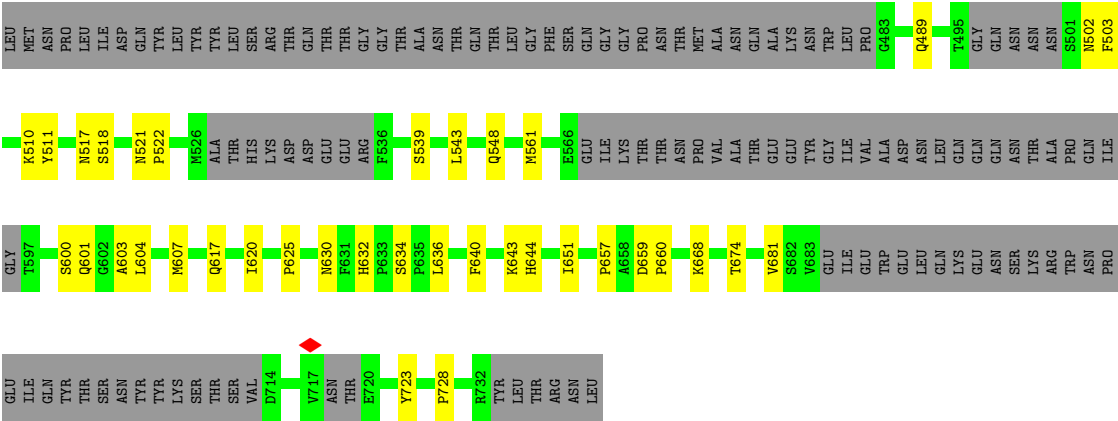 LEU MET ASN PRO LEU ILE ASP GLN TYR LEU TYR TYR LEU SER ARG THR GLN THR THR GLY GLY THR ALA ASN THR GLN THR LEU GLY PHE SER GLN GLY GLY PRO ASN THR MET ALA ASN GLN ALA LYS ASN TRP LEU PRO G483 Q489 T495 GLY GLN ASN ASN ASN S501 N502 F503
K510 Y511 N517 S518 N521 P522 M526 ALA THR HIS LYS ASP ASP GLU GLU ARG F536 S539 L543 Q548 M561 E566 GLU ILE LYS THR THR ASN PRO VAL ALA THR GLU GLU TYR GLY ILE VAL ALA ASP ASN LEU GLN GLN GLN ASN THR ALA PRO GLN ILE
GLY T597 S600 Q601 G602 A603 L604 M607 Q617 I620 P625 N630 F631 H632 P633 S634 P635 L636 F640 K643 H644 I651 P657 A658 D659 P660 K668 T674 V681 S682 V683 GLU ILE GLU TRP GLU LEU GLN LYS GLU ASN SER LYS ARG TRP ASN PRO
GLU ILE GLN TYR THR SER ASN TYR TYR LYS SER THR SER VAL D714 V717 ASN THR E720 Y723 P728 R732 TYR LEU THR ARG ASN LEU